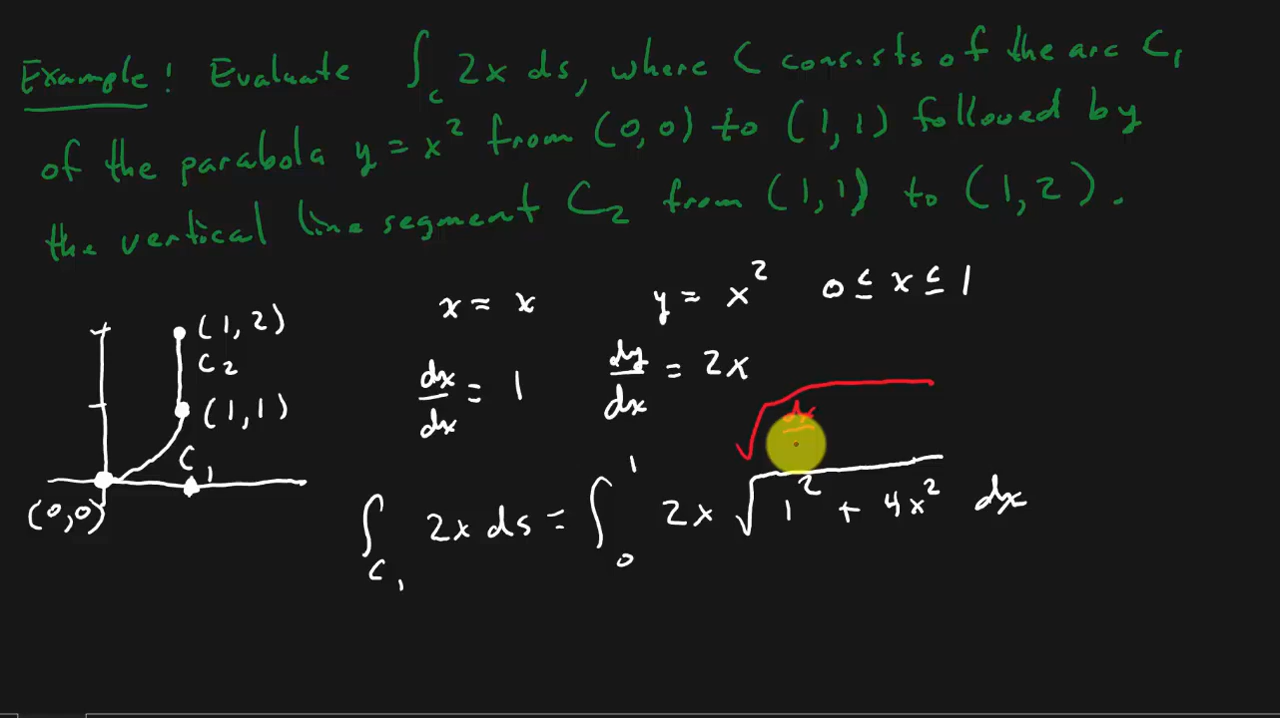 Example! Evaluate ∫_C 2x ds, where C consists of the arc C₁
of the parabola y = x² from (0,0) to (1,1) followed by
the vertical line segment C₂ from (1,1) to (1,2).
x = x y = x² 0 ≤ x ≤ 1
(1,2)
C₂
(1,1)
C₁
(0,0)
dx/dx = 1 dy/dx = 2x
√ dx
∫_C₁ 2x ds = ∫₀¹ 2x √(1² + 4x²) dx